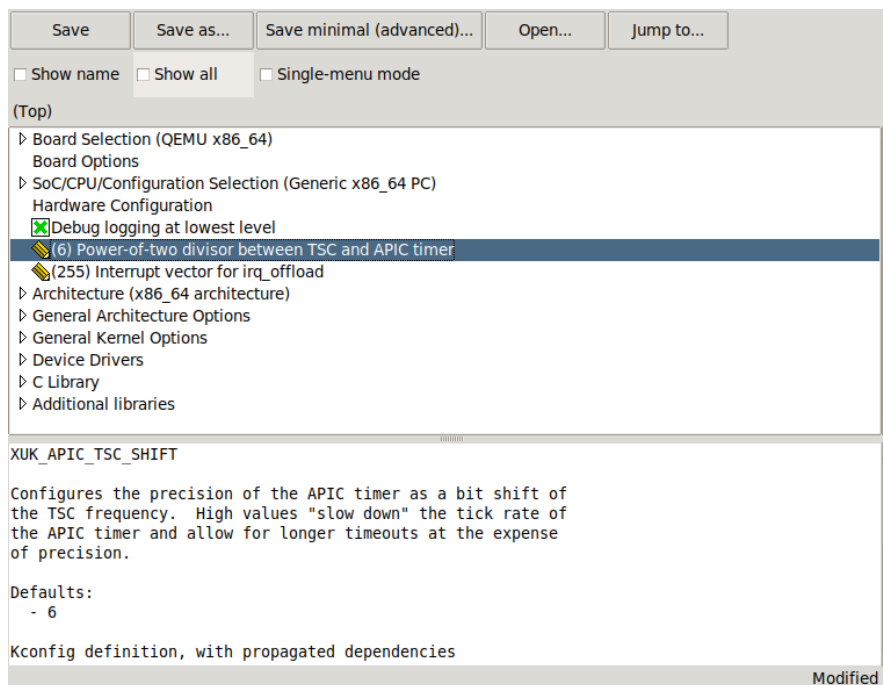 Save Save as... Save minimal (advanced)... Open... Jump to...
Show name Show all Single-menu mode
(Top)
Board Selection (QEMU x86_64)
Board Options
SoC/CPU/Configuration Selection (Generic x86_64 PC)
Hardware Configuration
Debug logging at lowest level
(6) Power-of-two divisor between TSC and APIC timer
(255) Interrupt vector for irq_offload
Architecture (x86_64 architecture)
General Architecture Options
General Kernel Options
Device Drivers
C Library
Additional libraries
XUK_APIC_TSC_SHIFT
Configures the precision of the APIC timer as a bit shift of
the TSC frequency.  High values "slow down" the tick rate of
the APIC timer and allow for longer timeouts at the expense
of precision.
Defaults:
- 6
Kconfig definition, with propagated dependencies
Modified